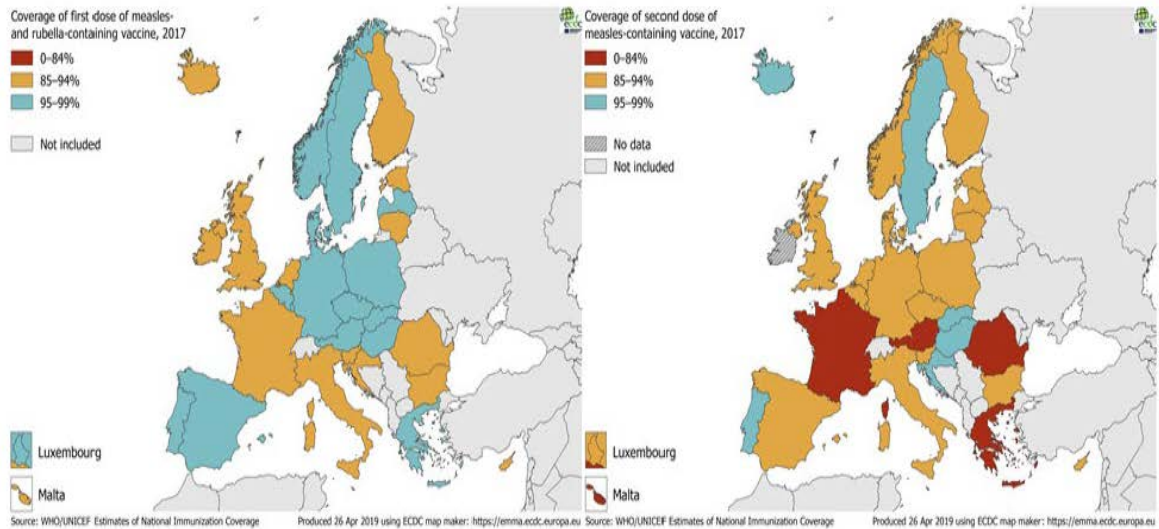 Coverage of first dose of measles-
and rubella-containing vaccine, 2017
0–84%
85–94%
95–99%
Not included
Luxembourg
Malta
Source: WHO/UNICEF Estimates of National Immunization Coverage
Produced 26 Apr 2019 using ECDC map maker: https://emma.ecdc.europa.eu
ecdc
Coverage of second dose of
measles-containing vaccine, 2017
0–84%
85–94%
95–99%
No data
Not included
Luxembourg
Malta
Source: WHO/UNICEF Estimates of National Immunization Coverage
Produced 26 Apr 2019 using ECDC map maker: https://emma.ecdc.europa.eu
ecdc